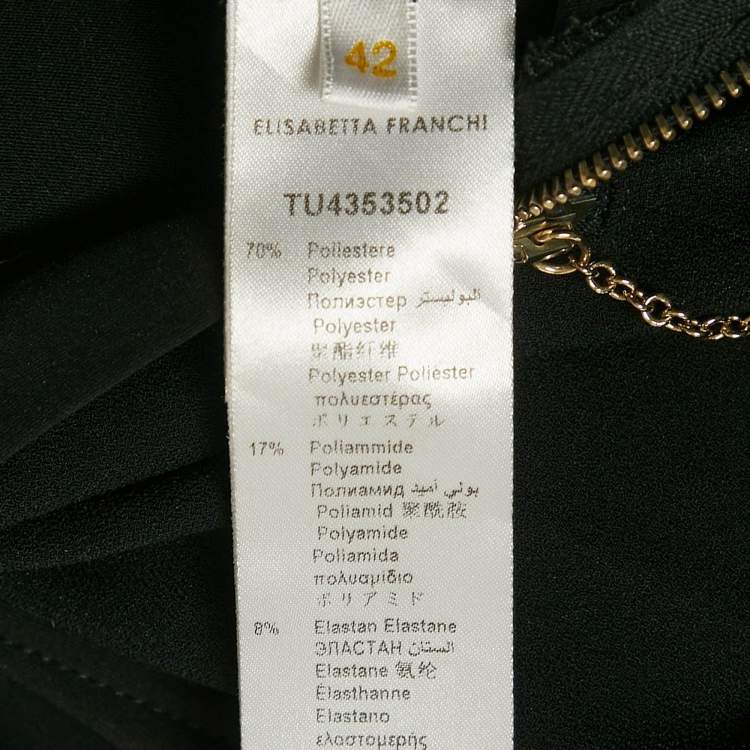 42
ELISABETTA FRANCHI
TU4353502
70% Poliestere
Polyester
Полиэстер البوليستر
Polyester
聚酯纤维
Polyester Poliéster
πολυεστέρας
ポリエステル
17% Poliammide
Polyamide
Полиамид بولي أميد
Poliamid 聚酰胺
Polyamide
Poliamida
πολυαμίδιο
ポリアミド
8% Elastan Elastane
ЭЛАСТАН الستان
Elastane 氨纶
Élasthanne
Elastano
ελαστομερής